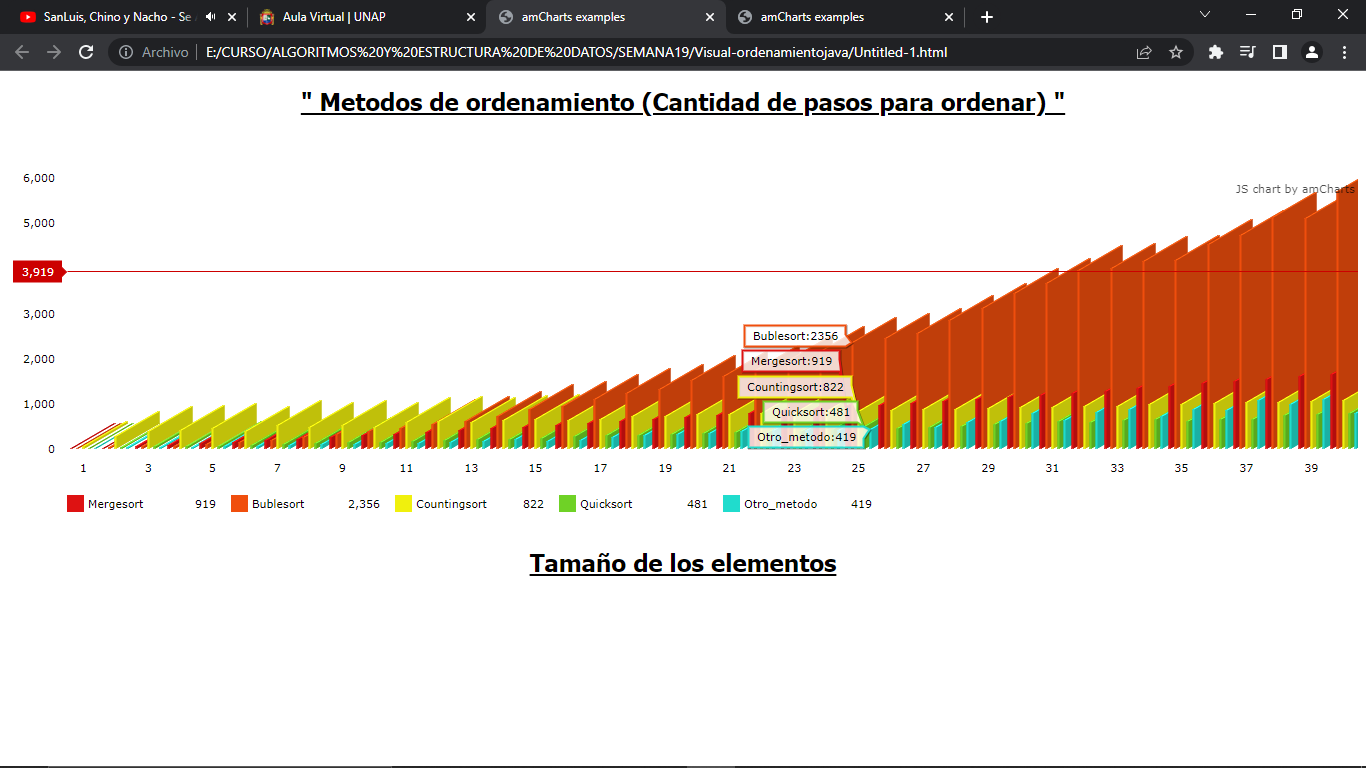 SanLuis, Chino y Nacho - Se
Aula Virtual | UNAP
amCharts examples
amCharts examples
Archivo
E:/CURSO/ALGORITMOS%20Y%20ESTRUCTURA%20DE%20DATOS/SEMANA19/Visual-ordenamientojava/Untitled-1.html
" Metodos de ordenamiento (Cantidad de pasos para ordenar) "
JS chart by amCharts
6,000
5,000
3,919
3,000
2,000
1,000
0
Bublesort:2356
Mergesort:919
Countingsort:822
Quicksort:481
Otro_metodo:419
1 3 5 7 9 11 13 15 17 19 21 23 25 27 29 31 33 35 37 39
Mergesort 919 Bublesort 2,356 Countingsort 822 Quicksort 481 Otro_metodo 419
Tamaño de los elementos